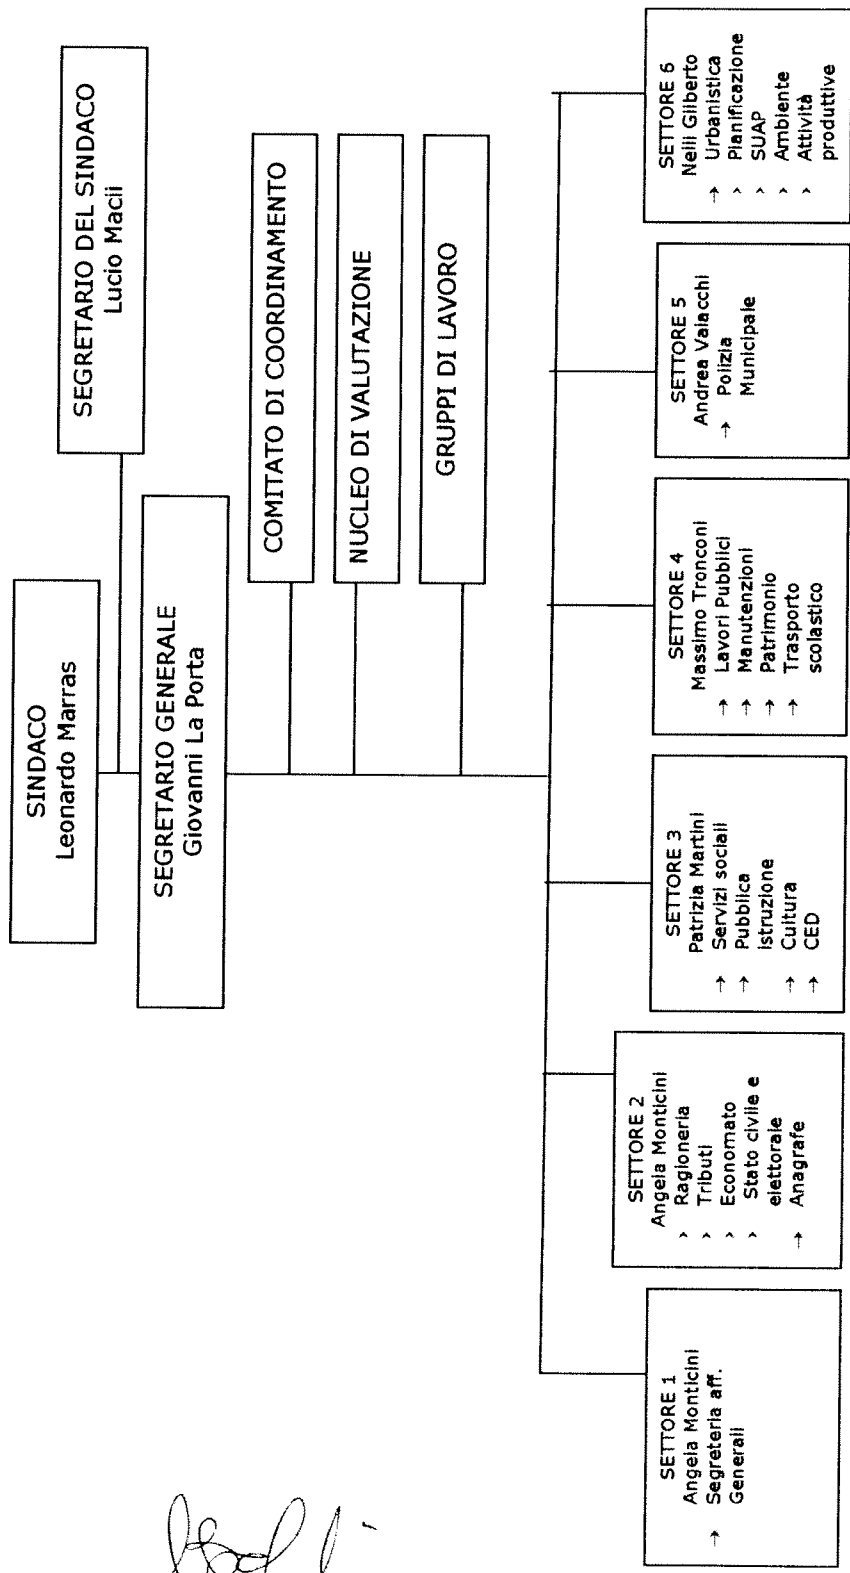 SINDACO
Leonardo Marras
SEGRETARIO DEL SINDACO
Lucio Macii
SEGRETARIO GENERALE
Giovanni La Porta
COMITATO DI COORDINAMENTO
NUCLEO DI VALUTAZIONE
GRUPPI DI LAVORO
SETTORE 1
Angela Monticini
→ Segreteria aff.
Generali
SETTORE 2
Angela Monticini
> Ragioneria
> Tributi
> Economato
> Stato civile e
elettorale
→ Anagrafe
SETTORE 3
Patrizia Martini
→ Servizi sociali
→ Pubblica
istruzione
→ Cultura
→ CED
SETTORE 4
Massimo Tronconi
→ Lavori Pubblici
→ Manutenzioni
→ Patrimonio
→ Trasporto
scolastico
SETTORE 5
Andrea Valacchi
→ Polizia
Municipale
SETTORE 6
Nelli Gilberto
→ Urbanistica
> Pianificazione
> SUAP
> Ambiente
> Attività
produttive